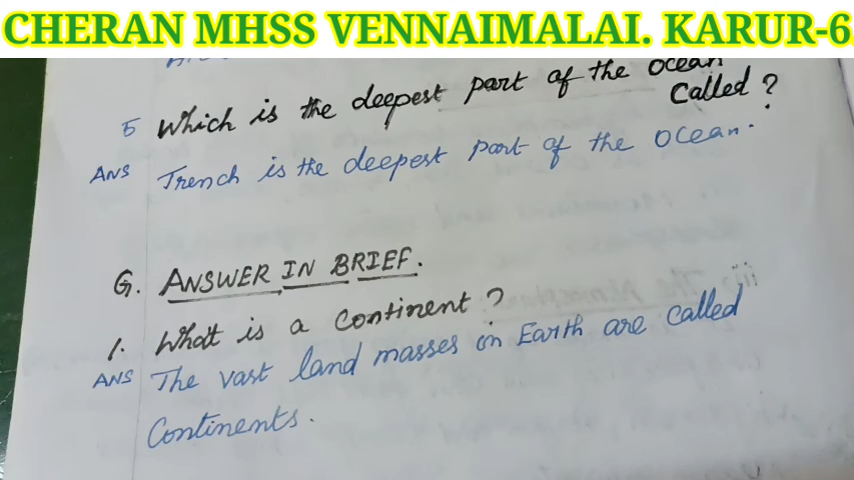 CHERAN MHSS VENNAIMALAI. KARUR-6
5 Which is the deepest part of the ocean
called ?
ANS Trench is the deepest part of the ocean.
G. ANSWER IN BRIEF.
1. What is a continent ?
ANS The vast land masses on Earth are called
Continents.